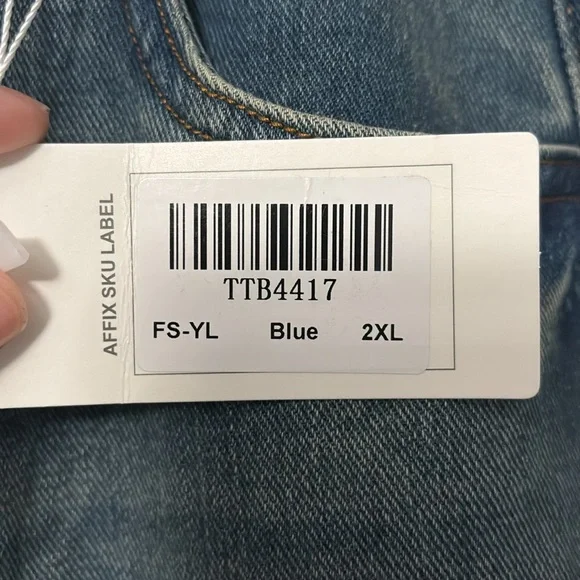 AFFIX SKU LABEL
TTB4417
FS-YL Blue 2XL